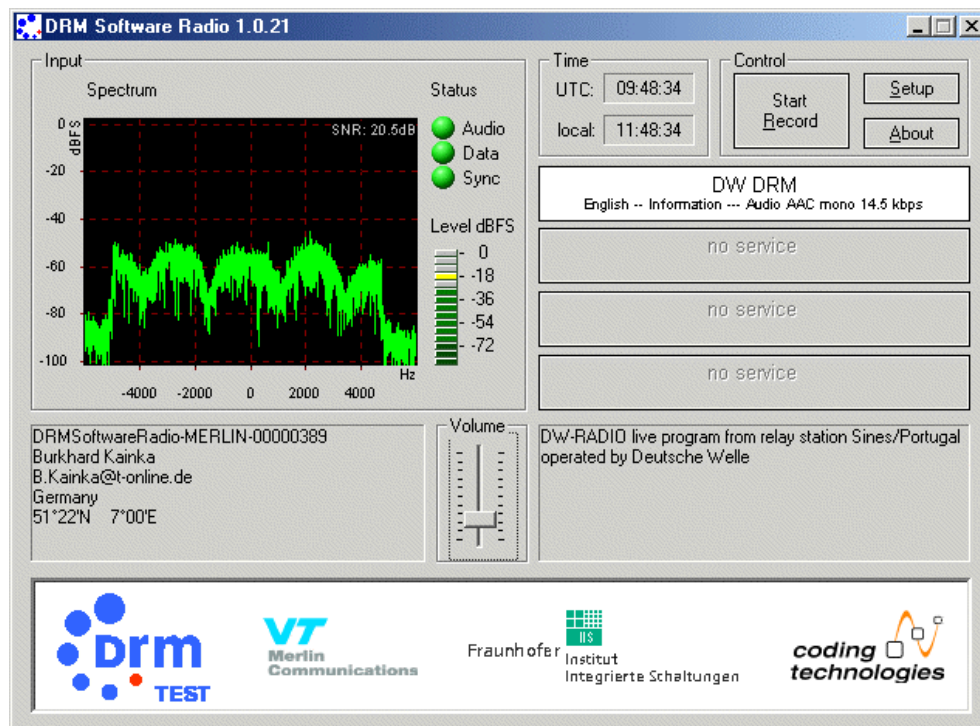 DRM Software Radio 1.0.21
Input
Spectrum
Status
SNR: 20.5dB
dBFS
0
-20
-40
-60
-80
-100
-4000 -2000 0 2000 4000
Hz
Audio
Data
Sync
Level dBFS
0
-18
-36
-54
-72
Time
UTC: 09:48:34
local: 11:48:34
Control
Start
Record
Setup
About
DW DRM
English -- Information --- Audio AAC mono 14.5 kbps
no service
no service
no service
DRMSoftwareRadio-MERLIN-00000389
Burkhard Kainka
B.Kainka@t-online.de
Germany
51°22'N 7°00'E
Volume
DW-RADIO live program from relay station Sines/Portugal
operated by Deutsche Welle
Drm
TEST
VT
Merlin
Communications
Fraunhofer
IIS
Institut
Integrierte Schaltungen
coding
technologies